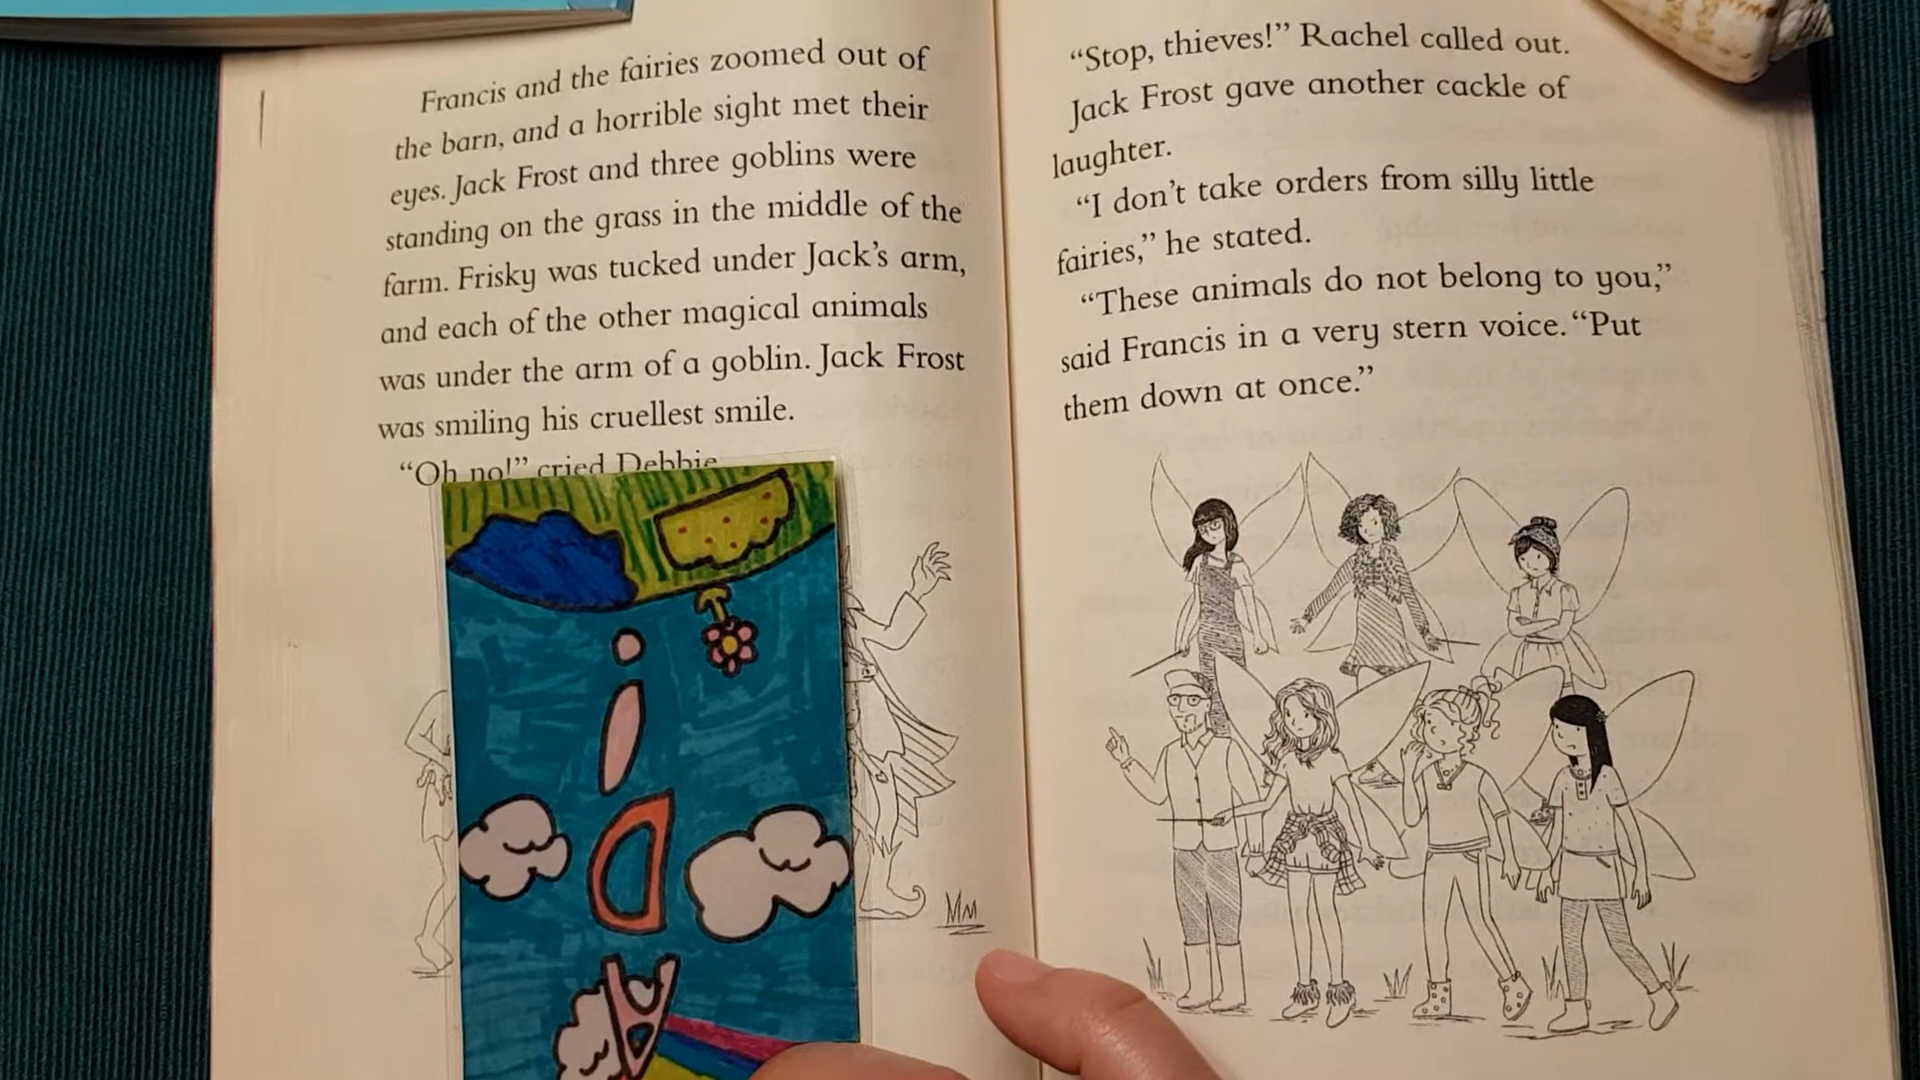 Francis and the fairies zoomed out of
the barn, and a horrible sight met their
eyes. Jack Frost and three goblins were
standing on the grass in the middle of the
farm. Frisky was tucked under Jack’s arm,
and each of the other magical animals
was under the arm of a goblin. Jack Frost
was smiling his cruellest smile.
“Oh no!” cried Debbie.
“Stop, thieves!” Rachel called out.
Jack Frost gave another cackle of
laughter.
“I don’t take orders from silly little
fairies,” he stated.
“These animals do not belong to you,”
said Francis in a very stern voice. “Put
them down at once.”